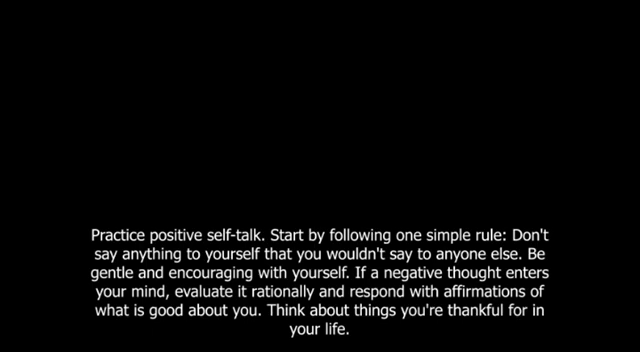 Practice positive self-talk. Start by following one simple rule: Don't
say anything to yourself that you wouldn't say to anyone else. Be
gentle and encouraging with yourself. If a negative thought enters
your mind, evaluate it rationally and respond with affirmations of
what is good about you. Think about things you're thankful for in
your life.